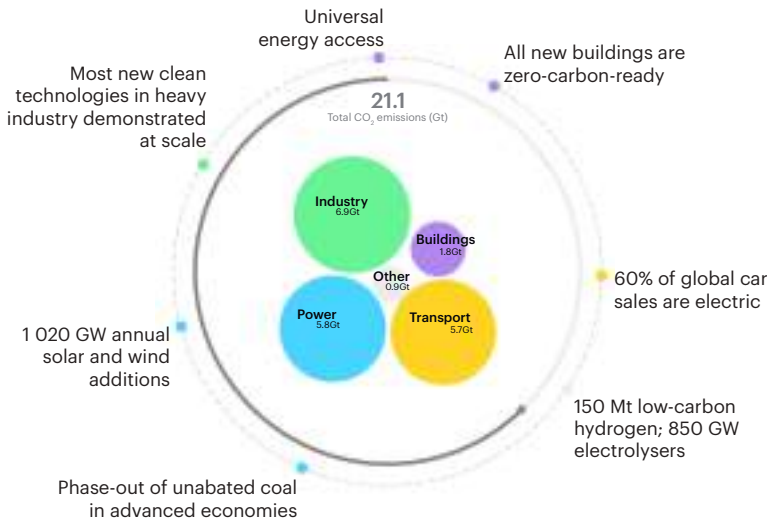 Universal
energy access
All new buildings are
zero-carbon-ready
Most new clean
technologies in heavy
industry demonstrated
at scale
21.1
Total CO₂ emissions (Gt)
Industry
6.9Gt
Buildings
1.8Gt
Other
0.9Gt
60% of global car
sales are electric
Power
5.8Gt
Transport
5.7Gt
1 020 GW annual
solar and wind
additions
150 Mt low-carbon
hydrogen; 850 GW
electrolysers
Phase-out of unabated coal
in advanced economies